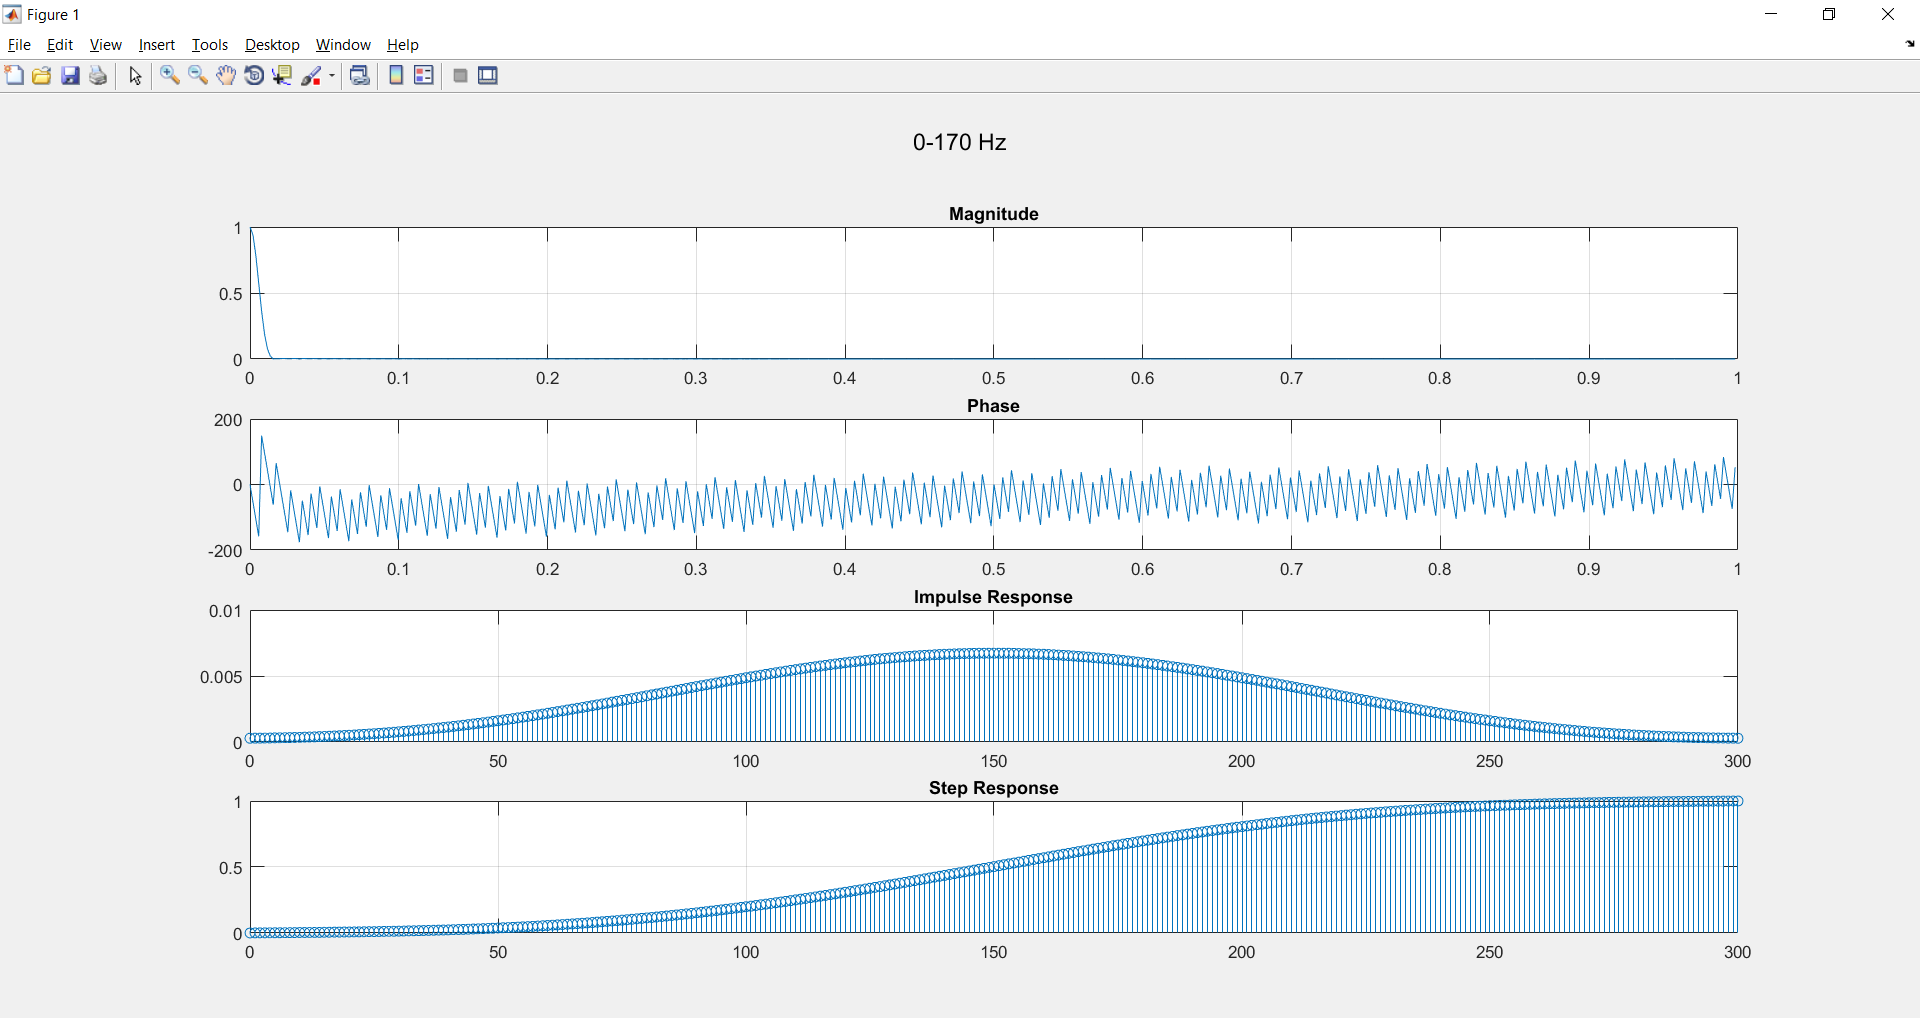 Figure 1
File Edit View Insert Tools Desktop Window Help
0-170 Hz
Magnitude
1
0.5
0
0 0.1 0.2 0.3 0.4 0.5 0.6 0.7 0.8 0.9 1
Phase
200
0
-200
0 0.1 0.2 0.3 0.4 0.5 0.6 0.7 0.8 0.9 1
Impulse Response
0.01
0.005
0
0 50 100 150 200 250 300
Step Response
1
0.5
0
0 50 100 150 200 250 300